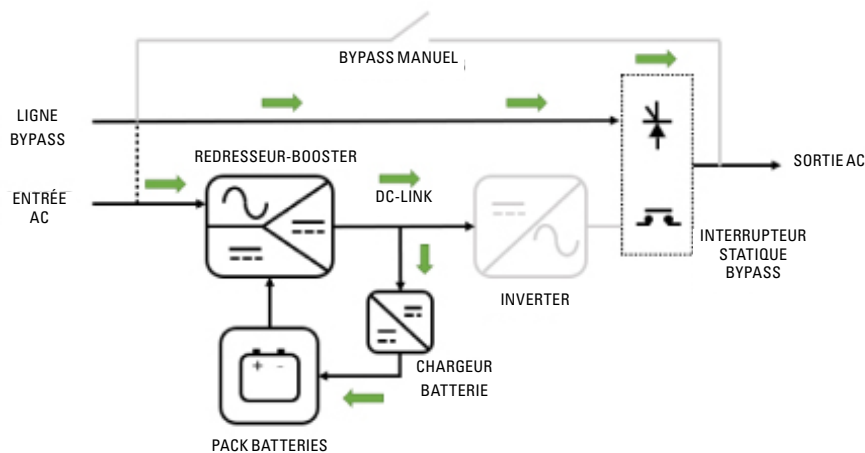 BYPASS MANUEL
LIGNE
BYPASS
REDRESSEUR-BOOSTER
SORTIE AC
ENTRÉE
AC
DC-LINK
INTERRUPTEUR
STATIQUE
BYPASS
INVERTER
+ -
CHARGEUR
BATTERIE
PACK BATTERIES